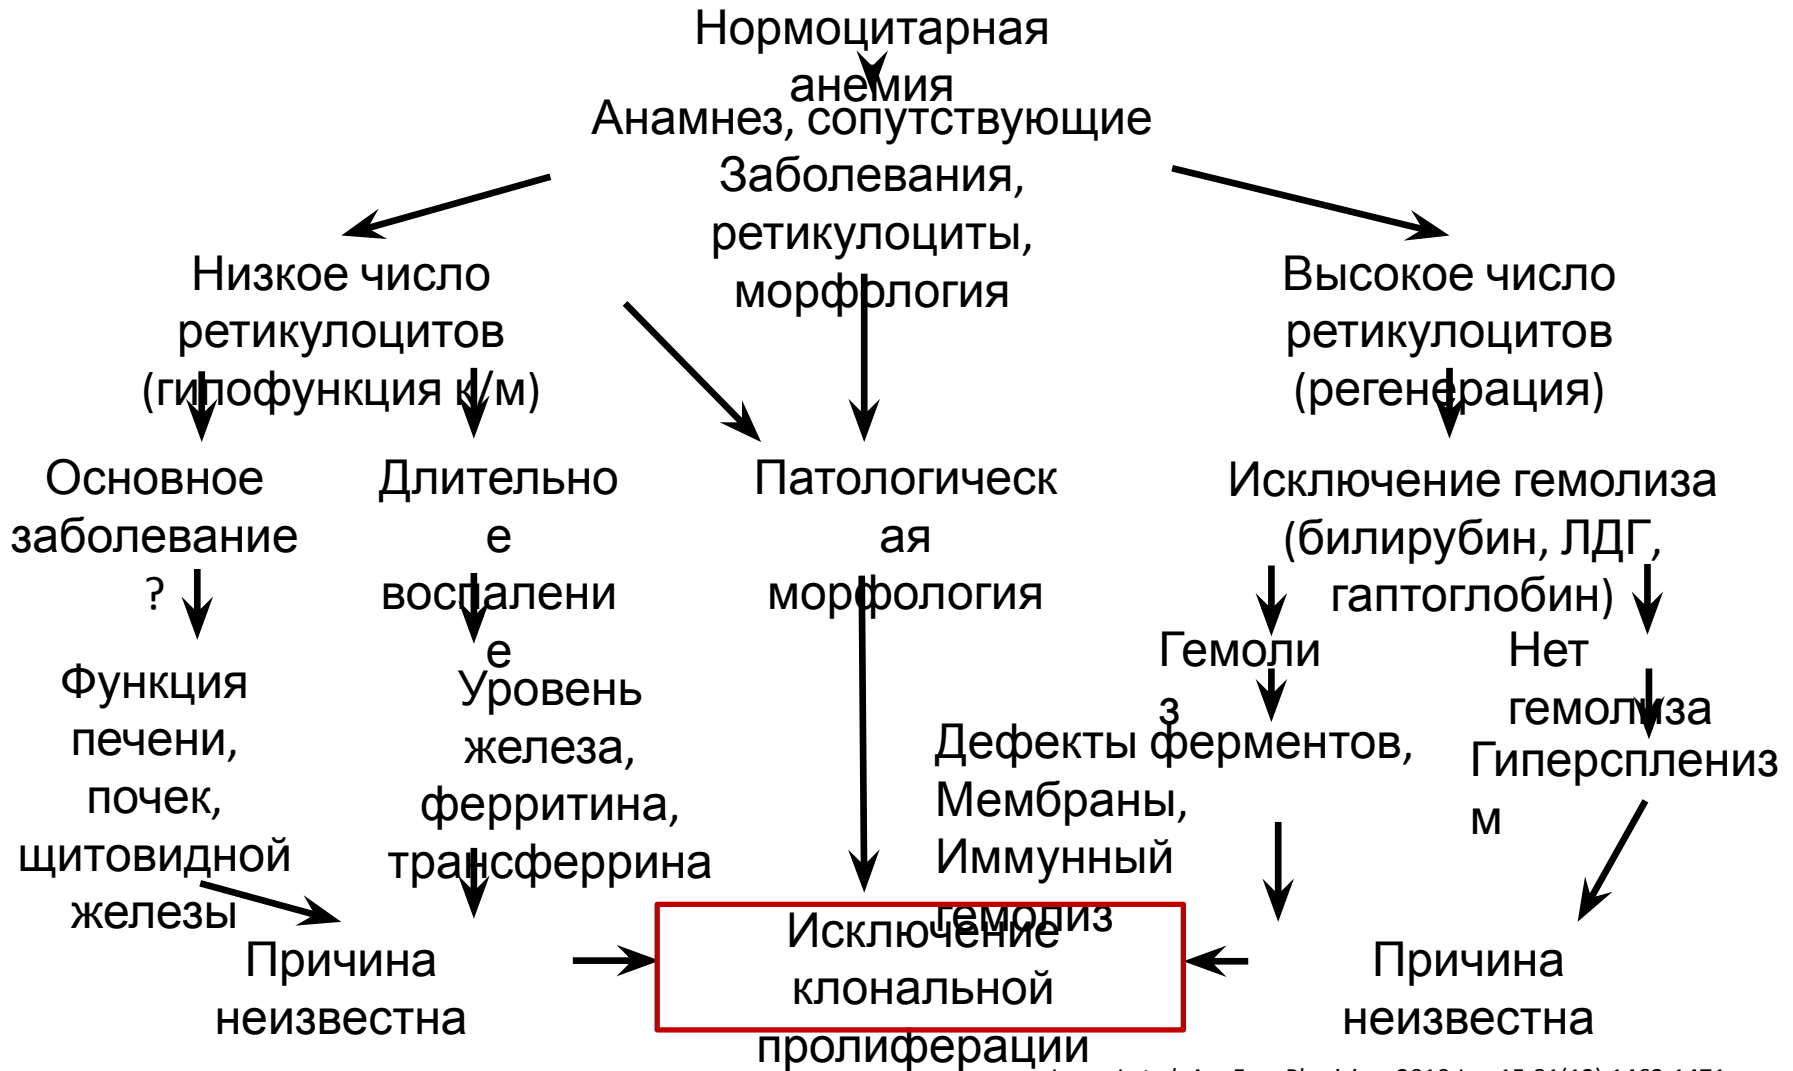 Нормоцитарная
анемия
Анамнез, сопутствующие
Заболевания,
ретикулоциты,
морфология
Низкое число
ретикулоцитов
(гипофункция к/м)
Высокое число
ретикулоцитов
(регенерация)
Основное
заболевание
?
Длительно
е
воспалени
е
Патологическ
ая
морфология
Исключение гемолиза
(билирубин, ЛДГ,
гаптоглобин)
Гемоли
з
Нет
гемолиза
Функция
печени,
почек,
щитовидной
железы
Уровень
железа,
ферритина,
трансферрина
Дефекты ферментов,
Мембраны,
Иммунный
гемолиз
Гиперсплениз
м
Причина
неизвестна
Исключение
клональной
пролиферации
Причина
неизвестна